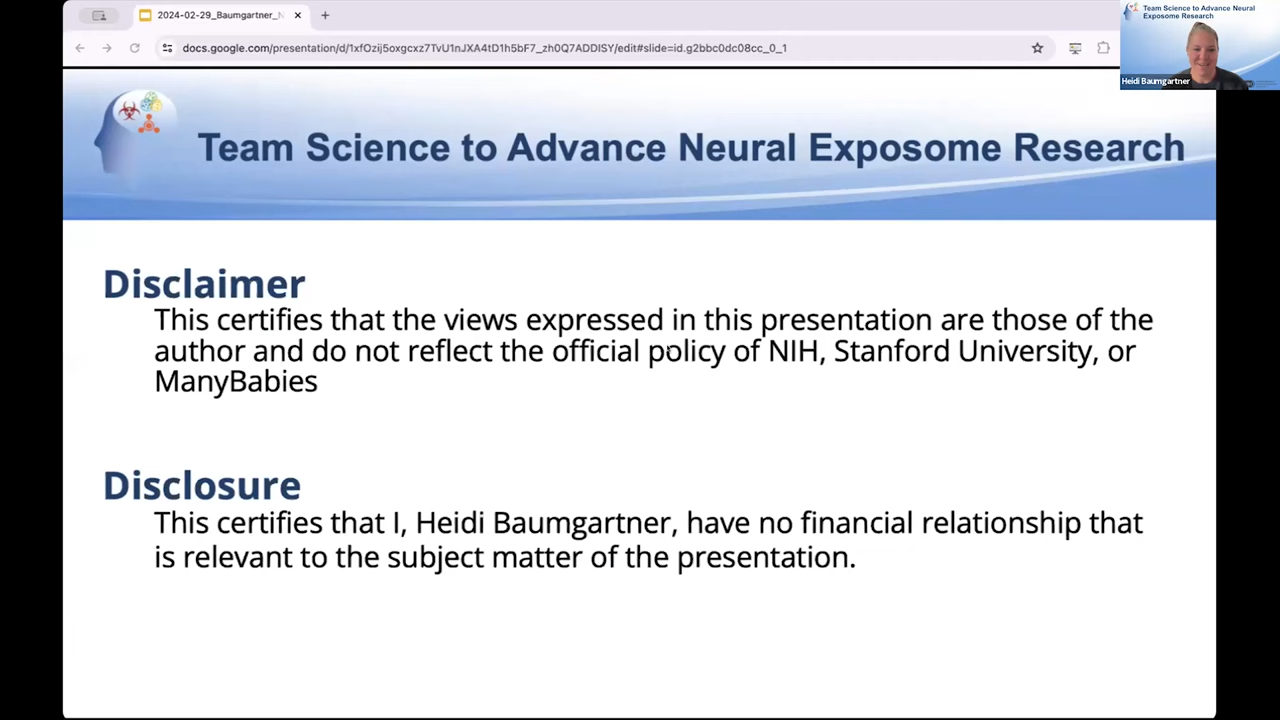 2024-02-29_Baumgartner_N
docs.google.com/presentation/d/1xfOzij5oxgcxz7TvU1nJXA4tD1h5bF7_zh0Q7ADDISY/edit#slide=id.g2bbc0dc08cc_0_1
Team Science to Advance Neural
Exposome Research
Heidi Baumgartner
Team Science to Advance Neural Exposome Research
Disclaimer
This certifies that the views expressed in this presentation are those of the
author and do not reflect the official policy of NIH, Stanford University, or
ManyBabies
Disclosure
This certifies that I, Heidi Baumgartner, have no financial relationship that
is relevant to the subject matter of the presentation.